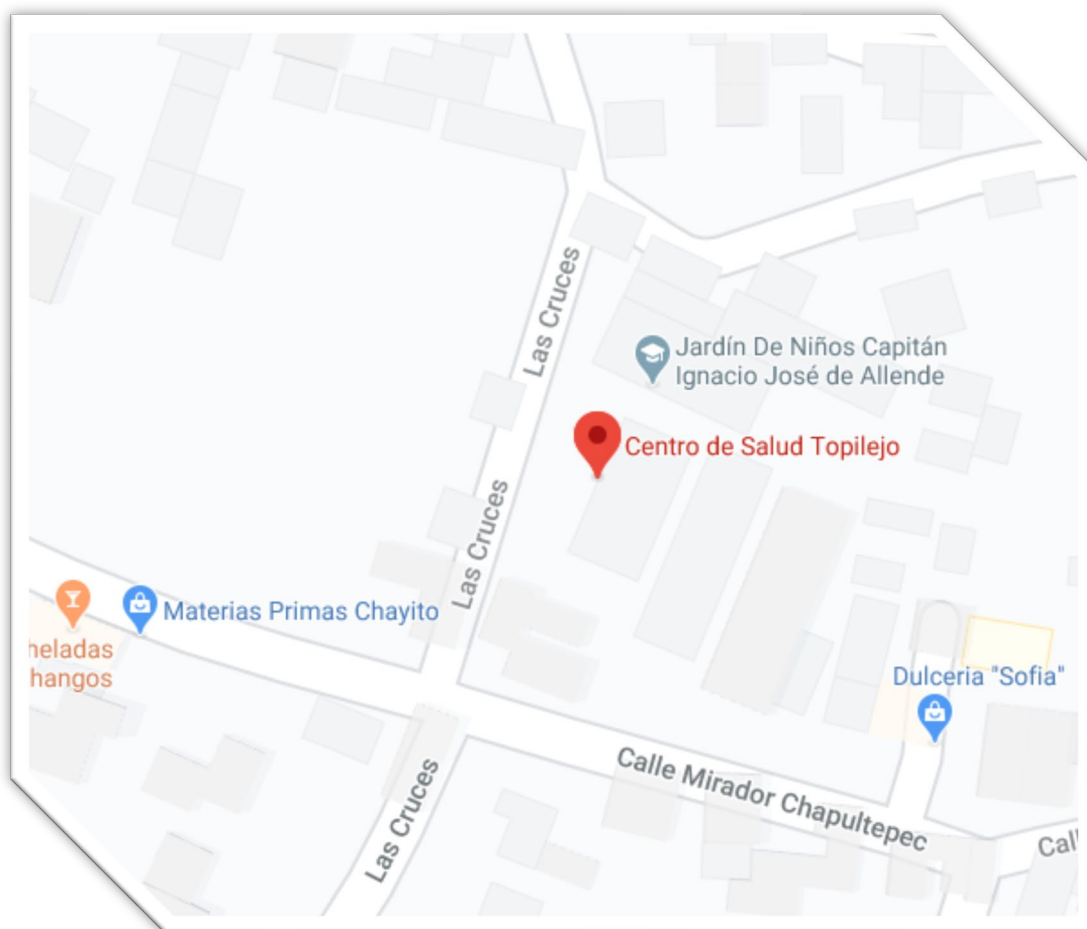 Las Cruces
Jardín De Niños Capitán
Ignacio José de Allende
Centro de Salud Topilejo
Las Cruces
Materias Primas Chayito
heladas
hangos
Dulceria "Sofia"
Calle Mirador Chapultepec
Las Cruces
Call